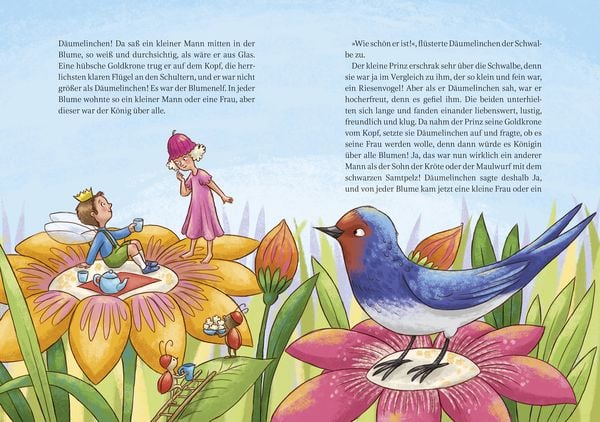 Däumelinchen! Da saß ein kleiner Mann mitten in der
Blume, so weiß und durchsichtig, als wäre er aus Glas.
Eine hübsche Goldkrone trug er auf dem Kopf, die herr-
lichsten klaren Flügel an den Schultern, und er war nicht
größer als Däumelinchen! Es war der Blumenelf. In jeder
Blume wohnte so ein kleiner Mann oder eine Frau, aber
dieser war der König über alle.
»Wie schön er ist!«, flüsterte Däumelinchen der Schwal-
be zu.
Der kleine Prinz erschrak sehr über die Schwalbe, denn
sie war ja im Vergleich zu ihm, der so klein und fein war,
ein Riesenvogel! Aber als er Däumelinchen sah, war er
hocherfreut, denn es gefiel ihm. Die beiden unterhiel-
ten sich lange und fanden einander liebenswert, lustig,
freundlich und klug. Da nahm der Prinz seine Goldkrone
vom Kopf, setzte sie Däumelinchen auf und fragte, ob es
seine Frau werden wolle, denn dann würde es Königin
über alle Blumen! Ja, das war nun wirklich ein anderer
Mann als der Sohn der Kröte oder der Maulwurf mit dem
schwarzen Samtpelz! Däumelinchen sagte deshalb Ja,
und von jeder Blume kam jetzt eine kleine Frau oder ein